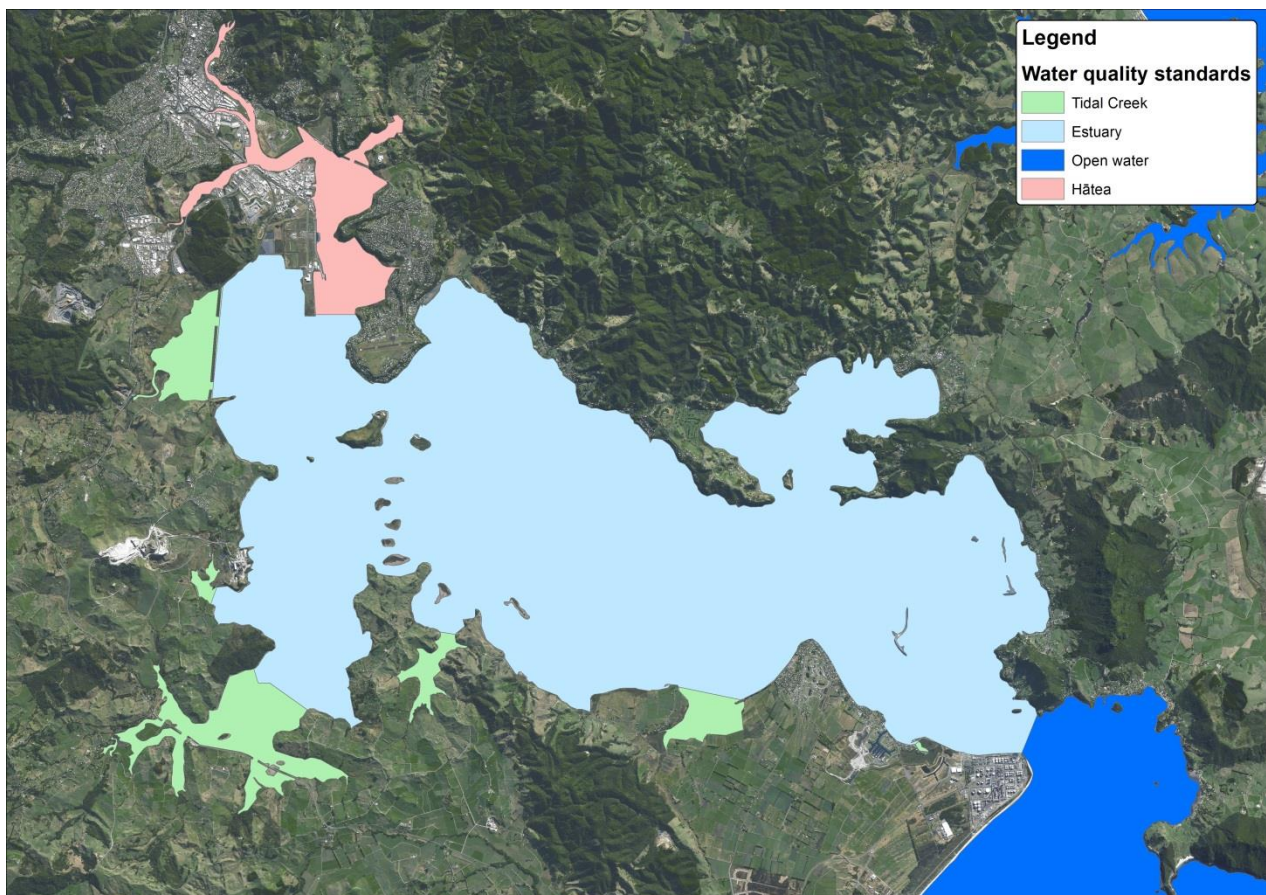 Legend
Water quality standards
Tidal Creek
Estuary
Open water
Hātea